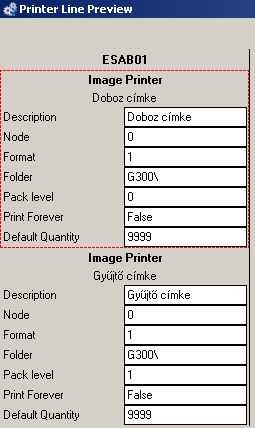 Printer Line Preview
ESAB01
Image Printer
Doboz címke
Description Doboz címke
Node 0
Format 1
Folder G300\
Pack level 0
Print Forever False
Default Quantity 9999
Image Printer
Gyűjtő címke
Description Gyűjtő címke
Node 0
Format 1
Folder G300\
Pack level 1
Print Forever False
Default Quantity 9999